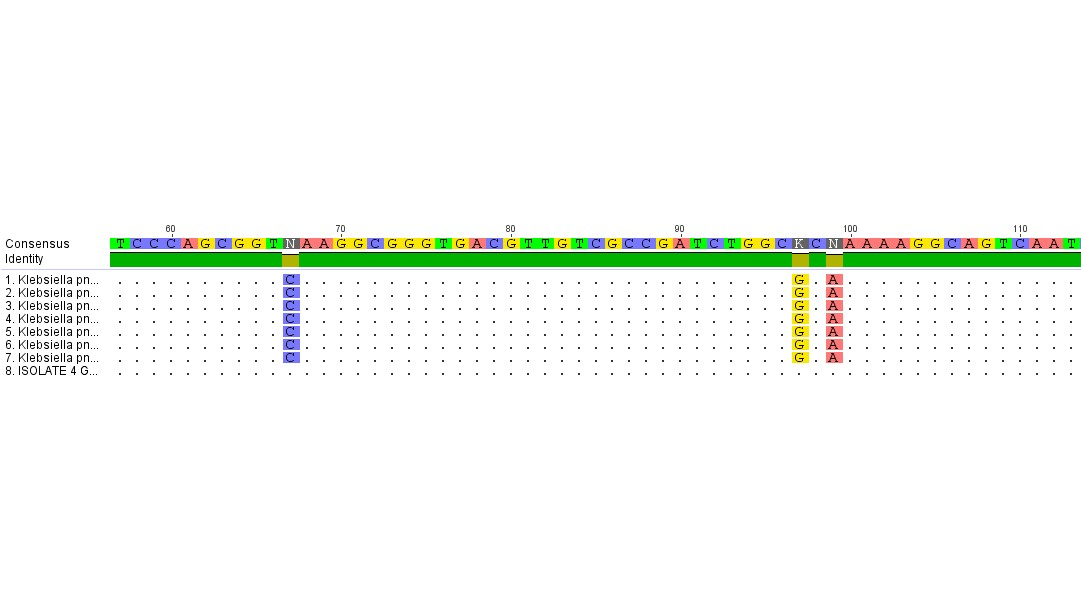 60 70 80 90 100 110
Consensus T C C C A G C G G T N A A G G C G G G T G A C G T T G T C G C C G A T C T G G C K C N A A A A G G C A G T C A A T
Identity
1. Klebsiella pn... C G A
2. Klebsiella pn... C G A
3. Klebsiella pn... C G A
4. Klebsiella pn... C G A
5. Klebsiella pn... C G A
6. Klebsiella pn... C G A
7. Klebsiella pn... C G A
8. ISOLATE 4 G...